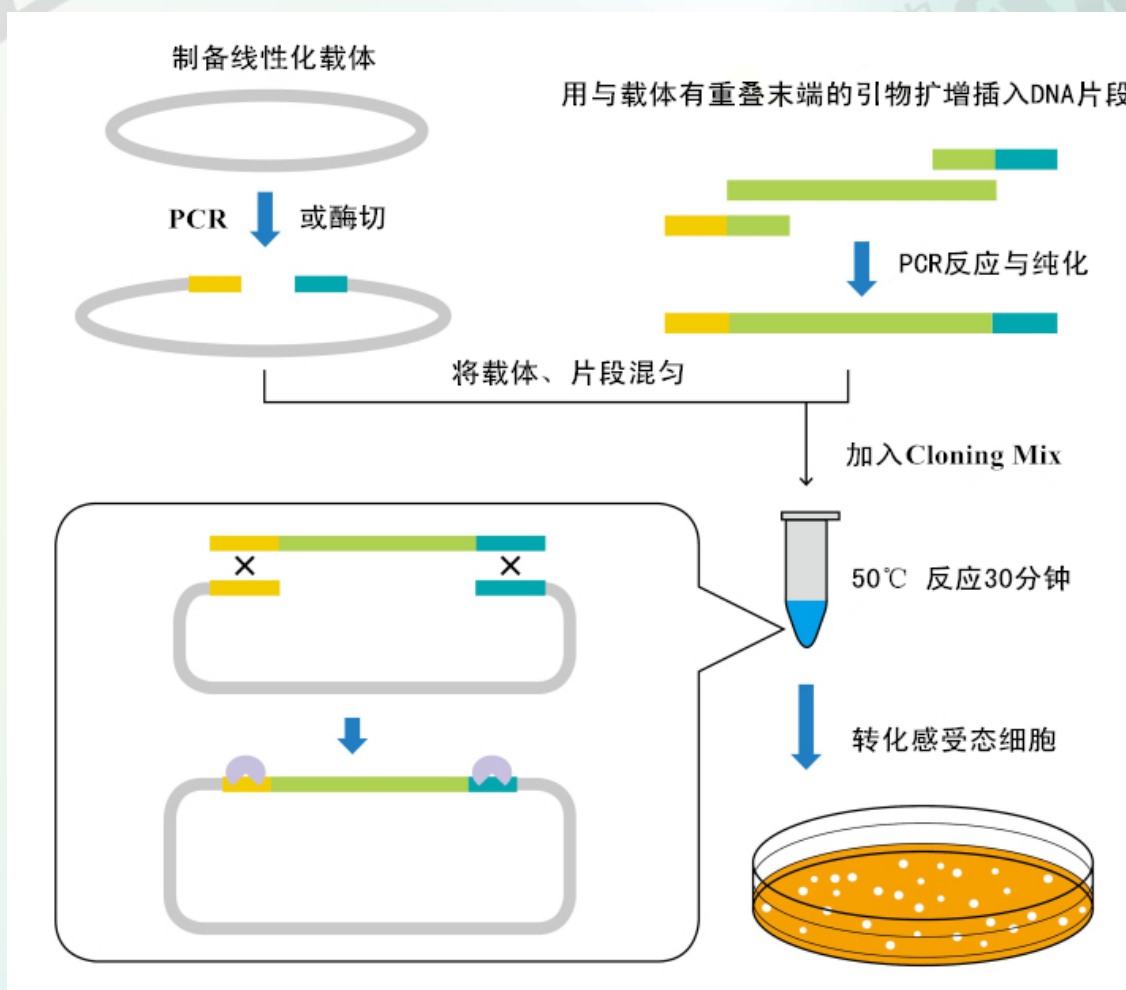 制备线性化载体
用与载体有重叠末端的引物扩增插入DNA片段
PCR 或酶切
PCR反应与纯化
将载体、片段混匀
加入Cloning Mix
50℃ 反应30分钟
转化感受态细胞